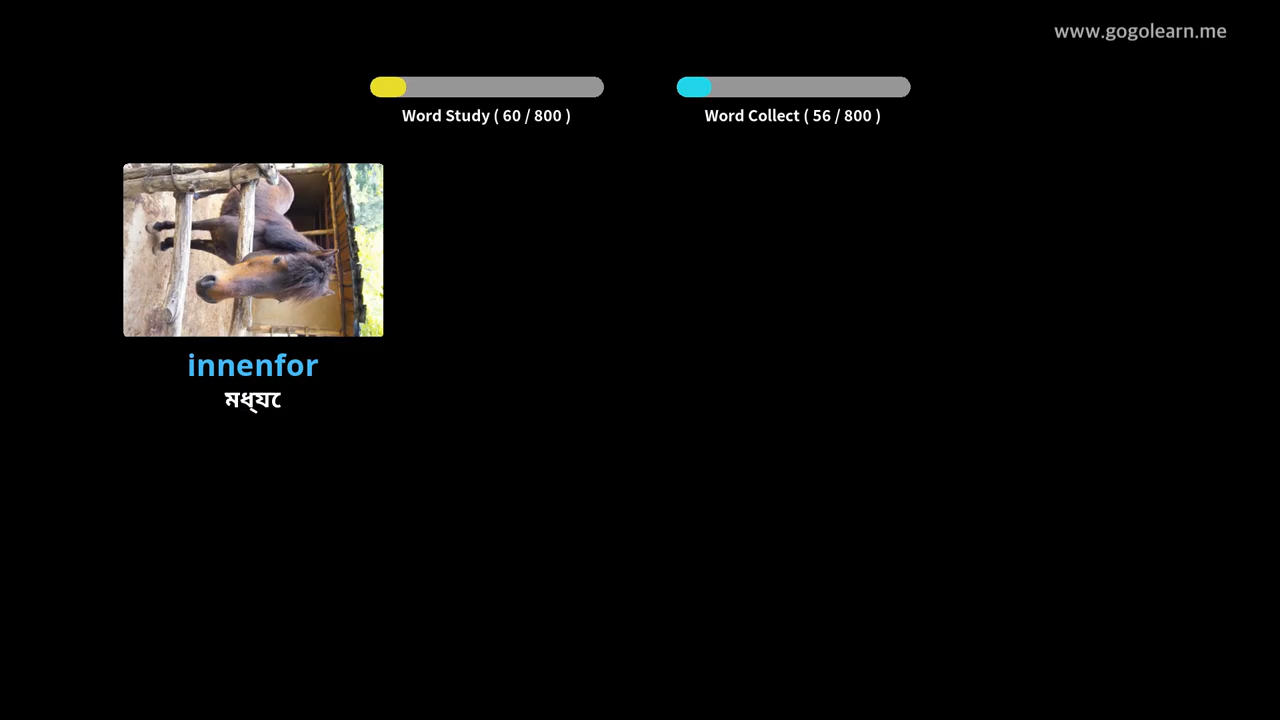 www.gogolearn.me
Word Study ( 60 / 800 )
Word Collect ( 56 / 800 )
innenfor
মধ্যে